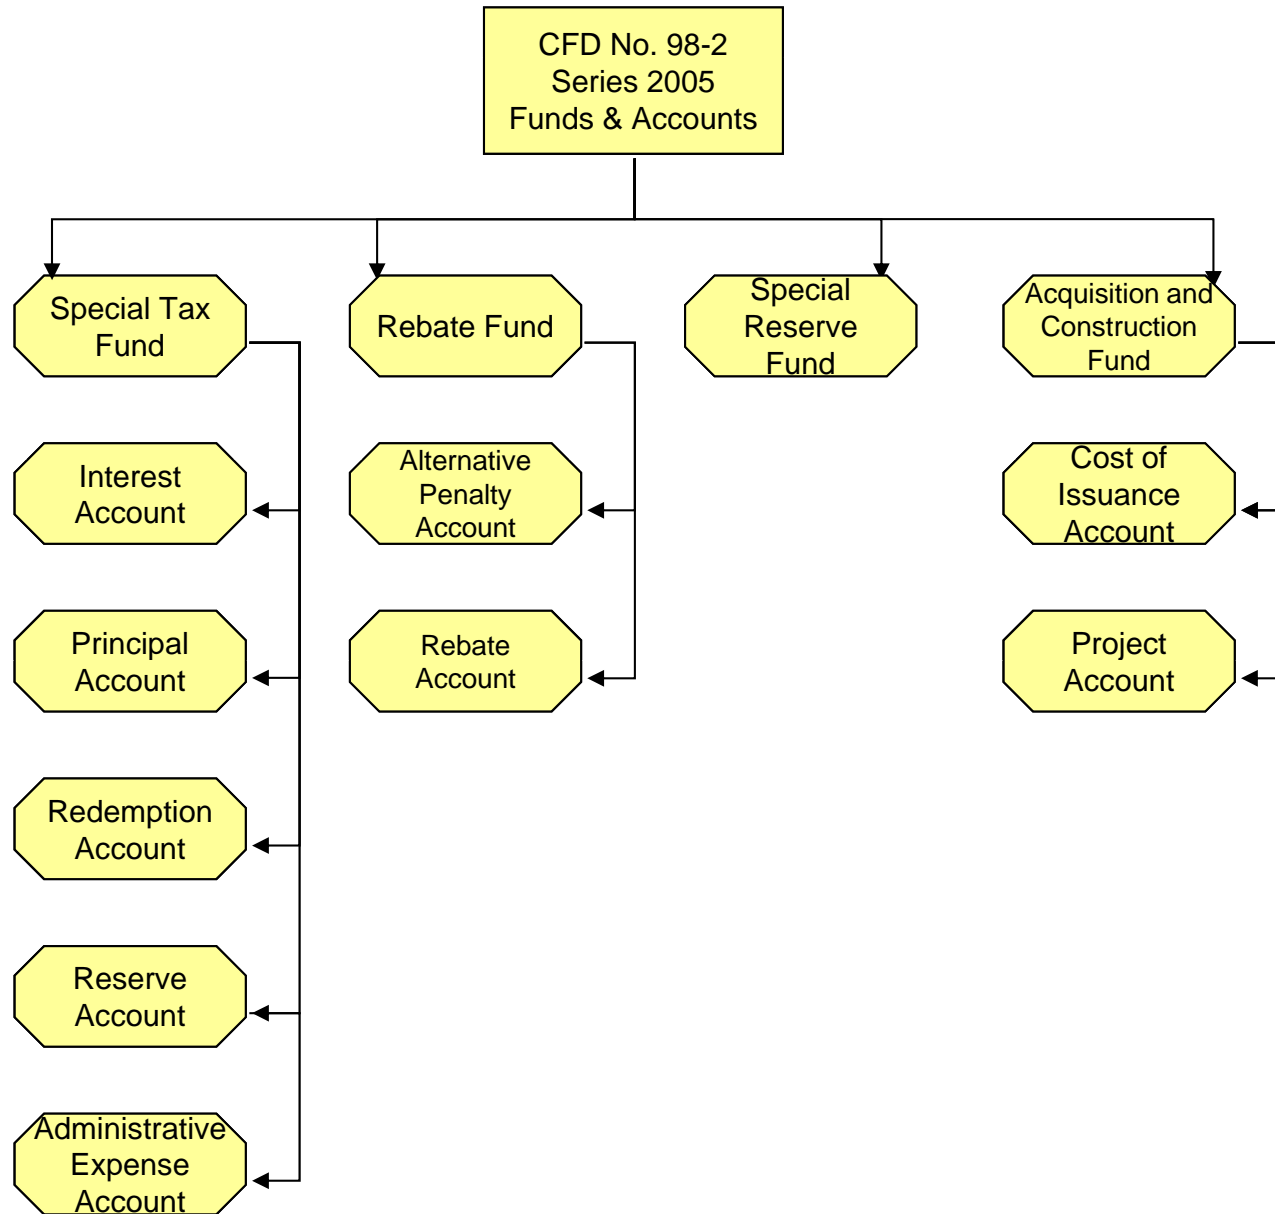 CFD No. 98-2
Series 2005
Funds & Accounts
Special Tax
Fund
Rebate Fund
Special
Reserve
Fund
Acquisition and
Construction
Fund
Interest
Account
Alternative
Penalty
Account
Cost of
Issuance
Account
Principal
Account
Rebate
Account
Project
Account
Redemption
Account
Reserve
Account
Administrative
Expense
Account